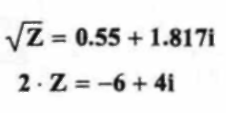 √Z = 0.55 + 1.817i
2 · Z = −6 + 4i